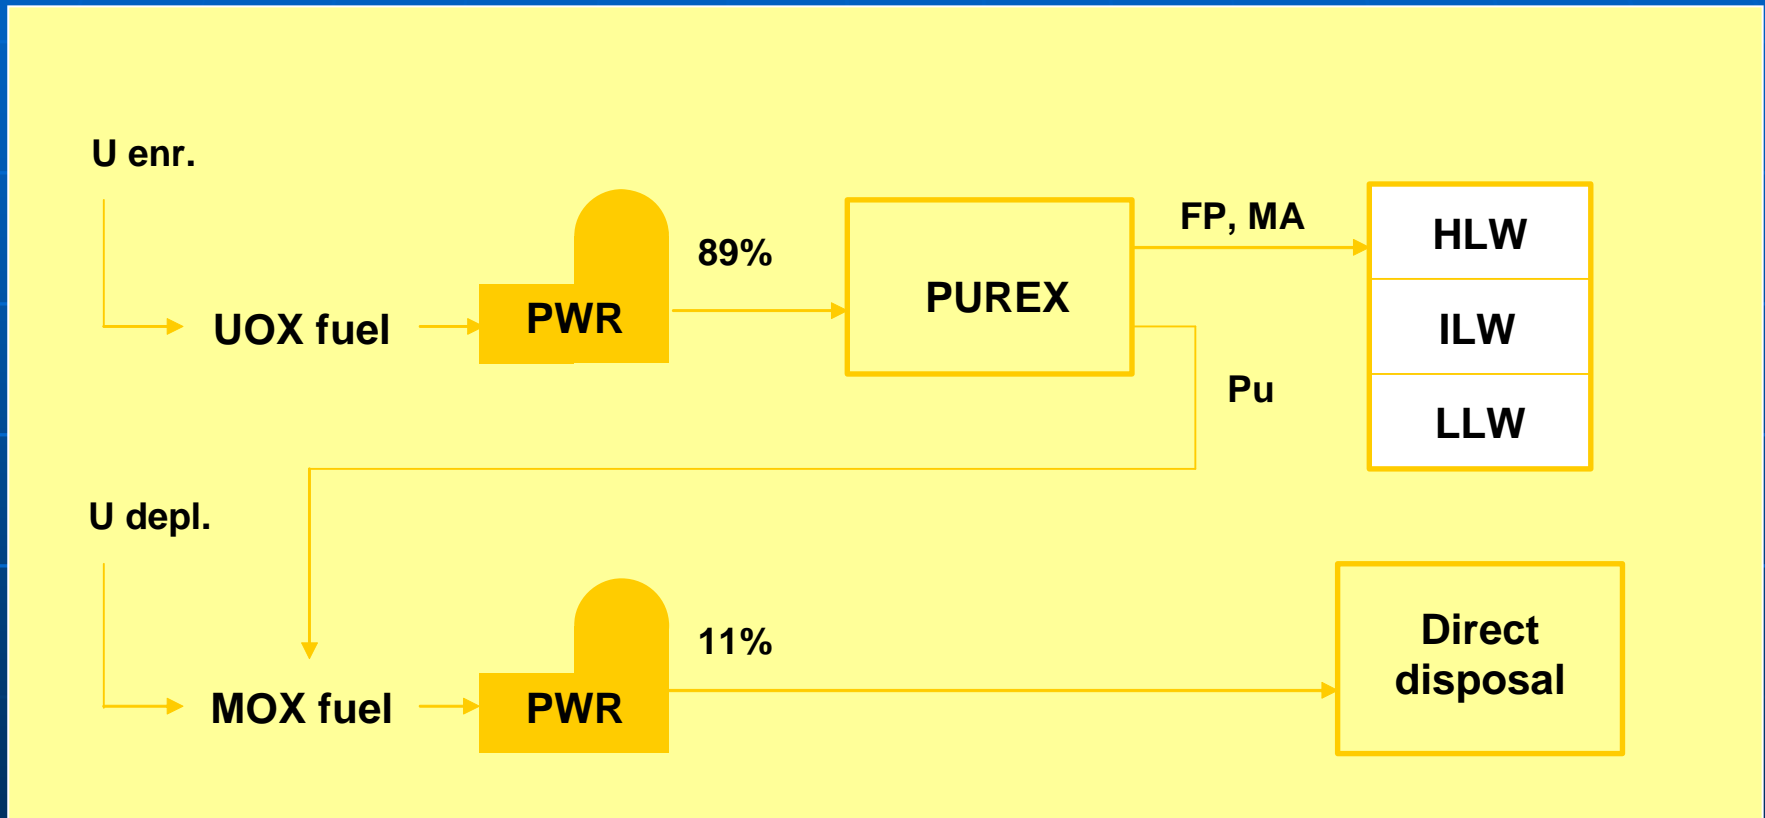 U enr.
UOX fuel
PWR
89%
PUREX
FP, MA
HLW
ILW
LLW
Pu
U depl.
MOX fuel
PWR
11%
Direct
disposal